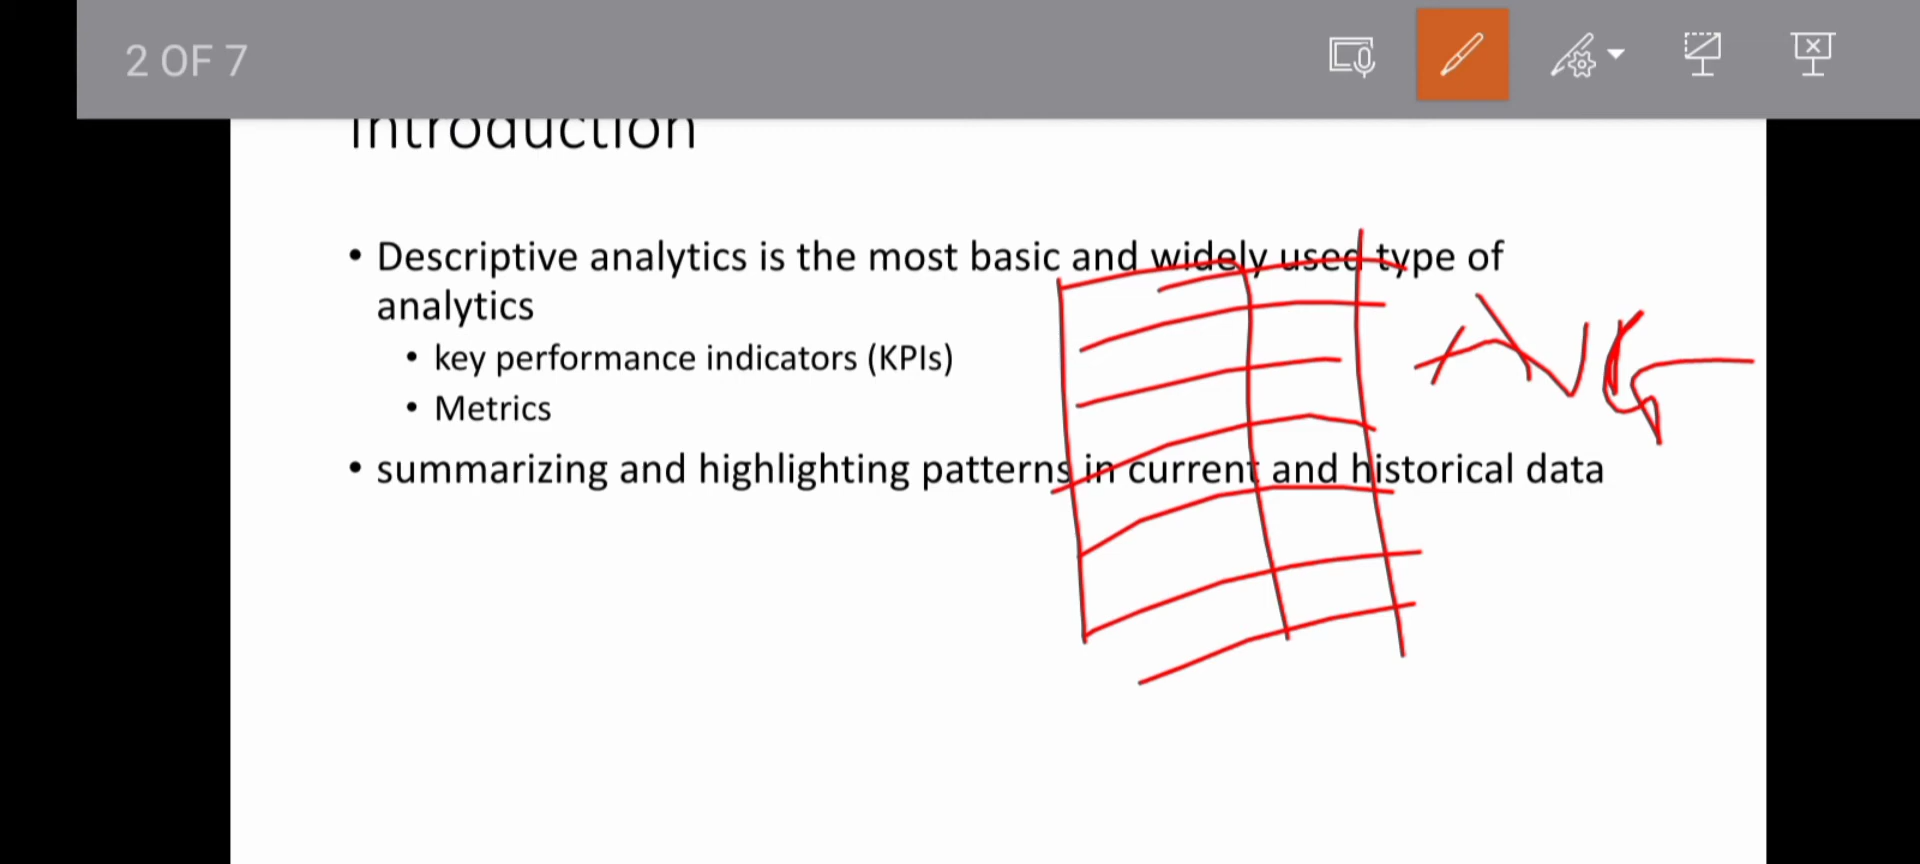 2 OF 7
Introduction
• Descriptive analytics is the most basic and widely used type of
analytics
• key performance indicators (KPIs)
• Metrics
• summarizing and highlighting patterns in current and historical data
AVG